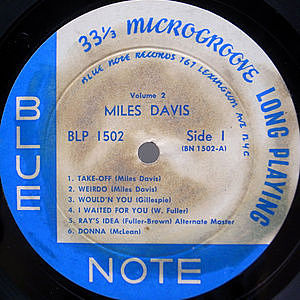 33⅓ MICROGROOVE LONG PLAYING
BLUE NOTE RECORDS 767 LEXINGTON AVE N.Y.C
Volume 2
MILES DAVIS
BLP 1502 Side 1
(BN 1502-A)
1. TAKE-OFF (Miles Davis)
2. WEIRDO (Miles Davis)
3. WOULD'N YOU (Gillespie)
4. I WAITED FOR YOU (W. Fuller)
5. RAY'S IDEA (Fuller-Brown) Alternate Master
6. DONNA (McLean)
BLUE
NOTE